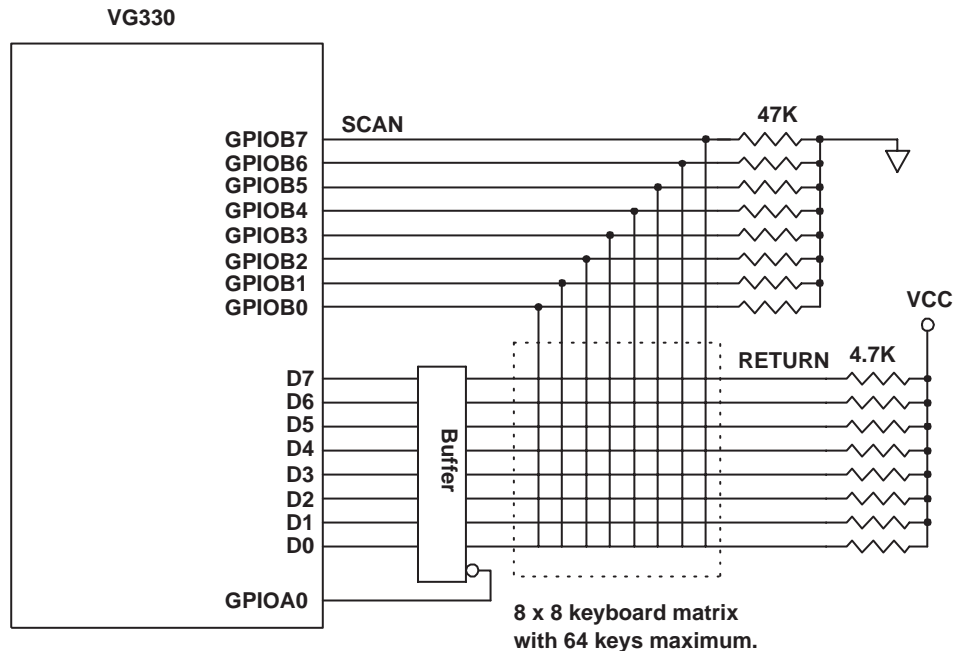 VG330
SCAN
47K
GPIOB7
GPIOB6
GPIOB5
GPIOB4
GPIOB3
GPIOB2
GPIOB1
GPIOB0
VCC
RETURN
4.7K
D7
D6
D5
D4
D3
D2
D1
D0
Buffer
GPIOA0
8 x 8 keyboard matrix
with 64 keys maximum.